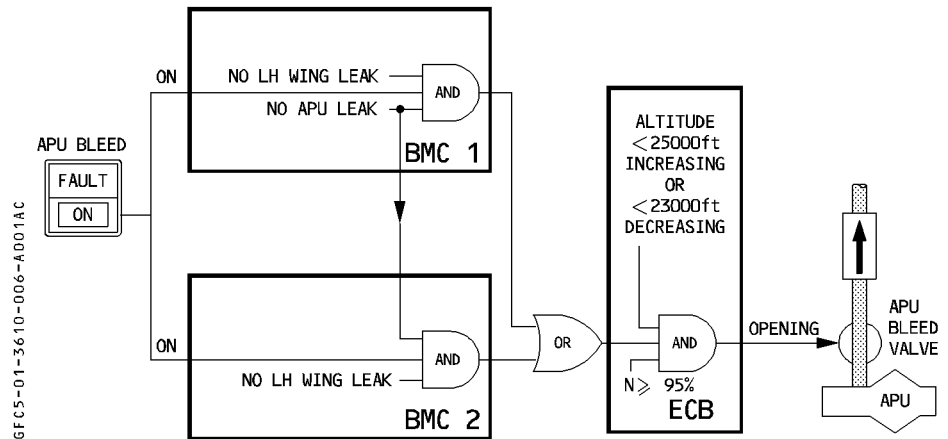 ON
NO LH WING LEAK
NO APU LEAK
AND
BMC 1
APU BLEED
FAULT
ON
ALTITUDE
<25000ft
INCREASING
OR
<23000ft
DECREASING
ON
NO LH WING LEAK
AND
BMC 2
OR
AND
N≥ 95%
ECB
OPENING
APU
BLEED
VALVE
APU
GFC5-01-3610-006-A001AC